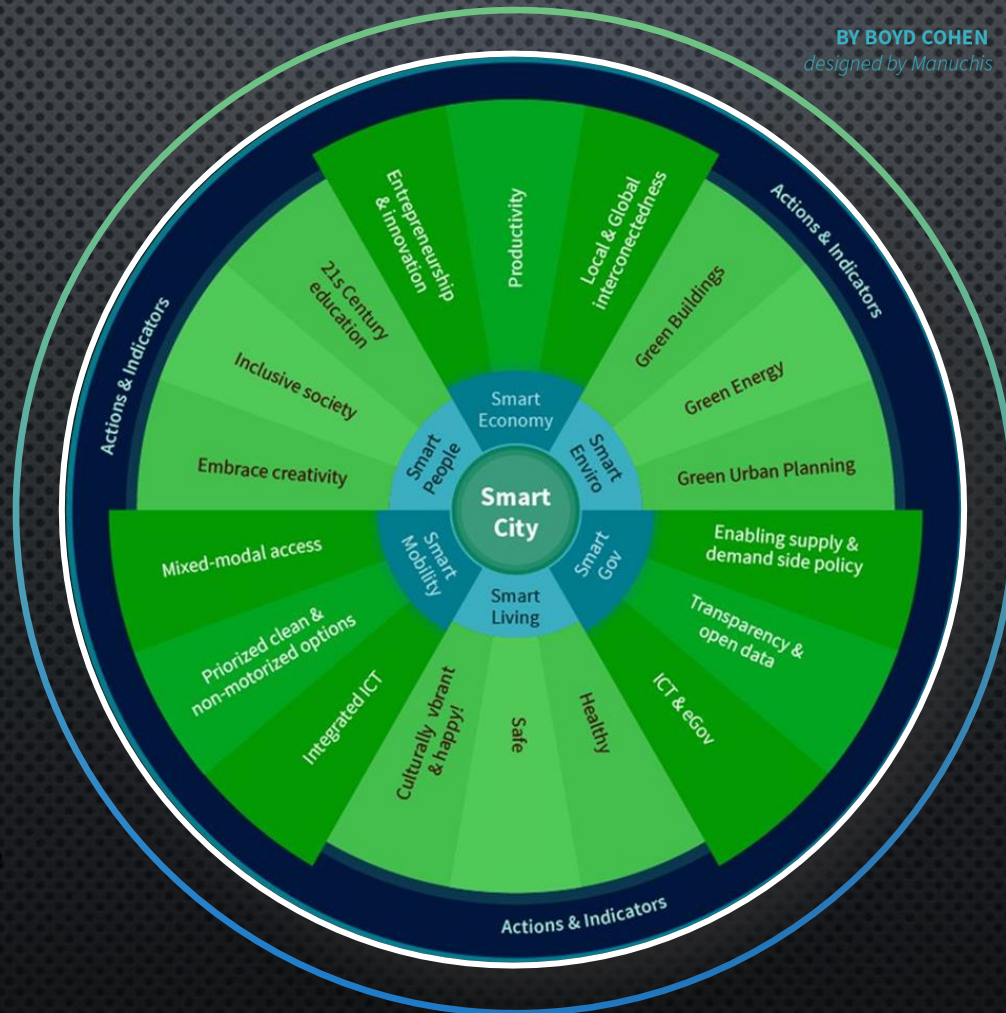 BY BOYD COHEN
designed by Manuchis
Actions & Indicators
Actions & Indicators
Actions & Indicators
Smart
City
Smart
Economy
Entrepreneurship
& innovation
Productivity
Local & Global
interconectedness
Smart
Enviro
Green Buildings
Green Energy
Green Urban Planning
Smart
Gov
Enabling supply &
demand side policy
Transparency &
open data
ICT & eGov
Smart
Living
Healthy
Safe
Culturally vbrant
& happy!
Smart
Mobility
Integrated ICT
Priorized clean &
non-motorized options
Mixed-modal access
Smart
People
Embrace creativity
Inclusive society
21s Century
education